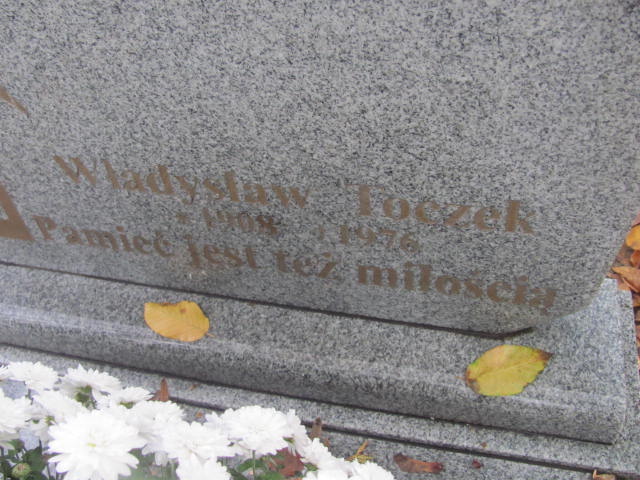 Władysław Toczek
* 1908 † 1976
Pamięć jest też miłością